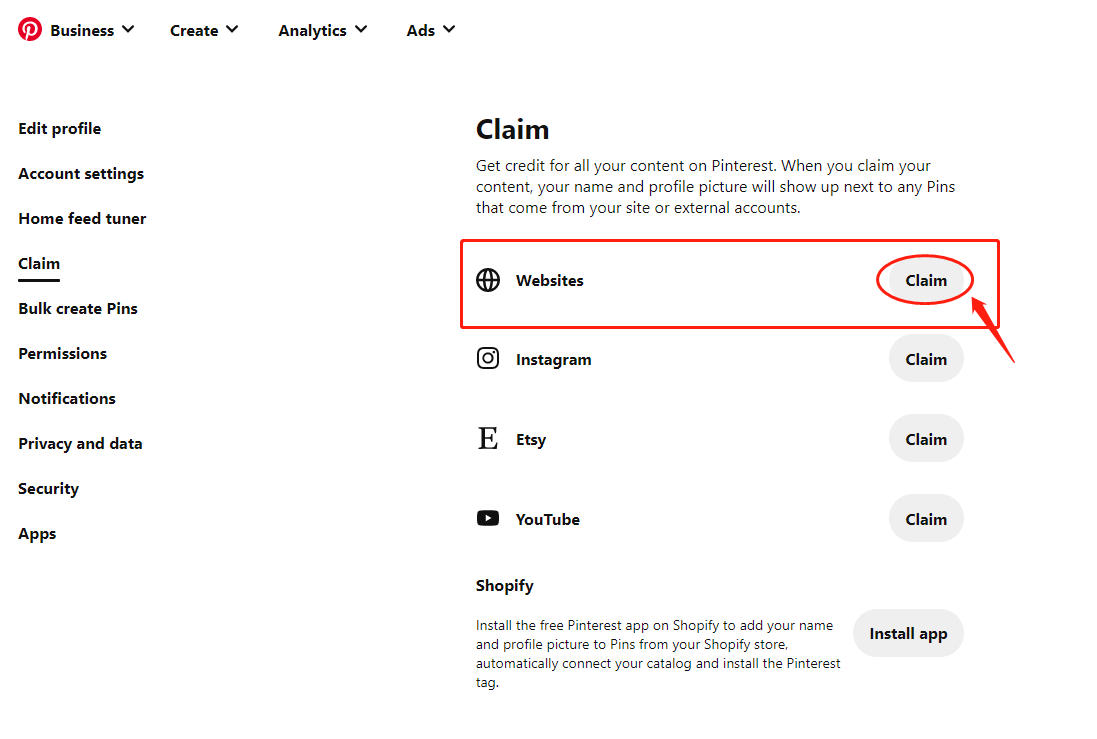 Business Create Analytics Ads
Edit profile
Account settings
Home feed tuner
Claim
Bulk create Pins
Permissions
Notifications
Privacy and data
Security
Apps
Claim
Get credit for all your content on Pinterest. When you claim your
content, your name and profile picture will show up next to any Pins
that come from your site or external accounts.
Websites Claim
Instagram Claim
Etsy Claim
YouTube Claim
Shopify
Install the free Pinterest app on Shopify to add your name
and profile picture to Pins from your Shopify store,
automatically connect your catalog and install the Pinterest
tag.
Install app